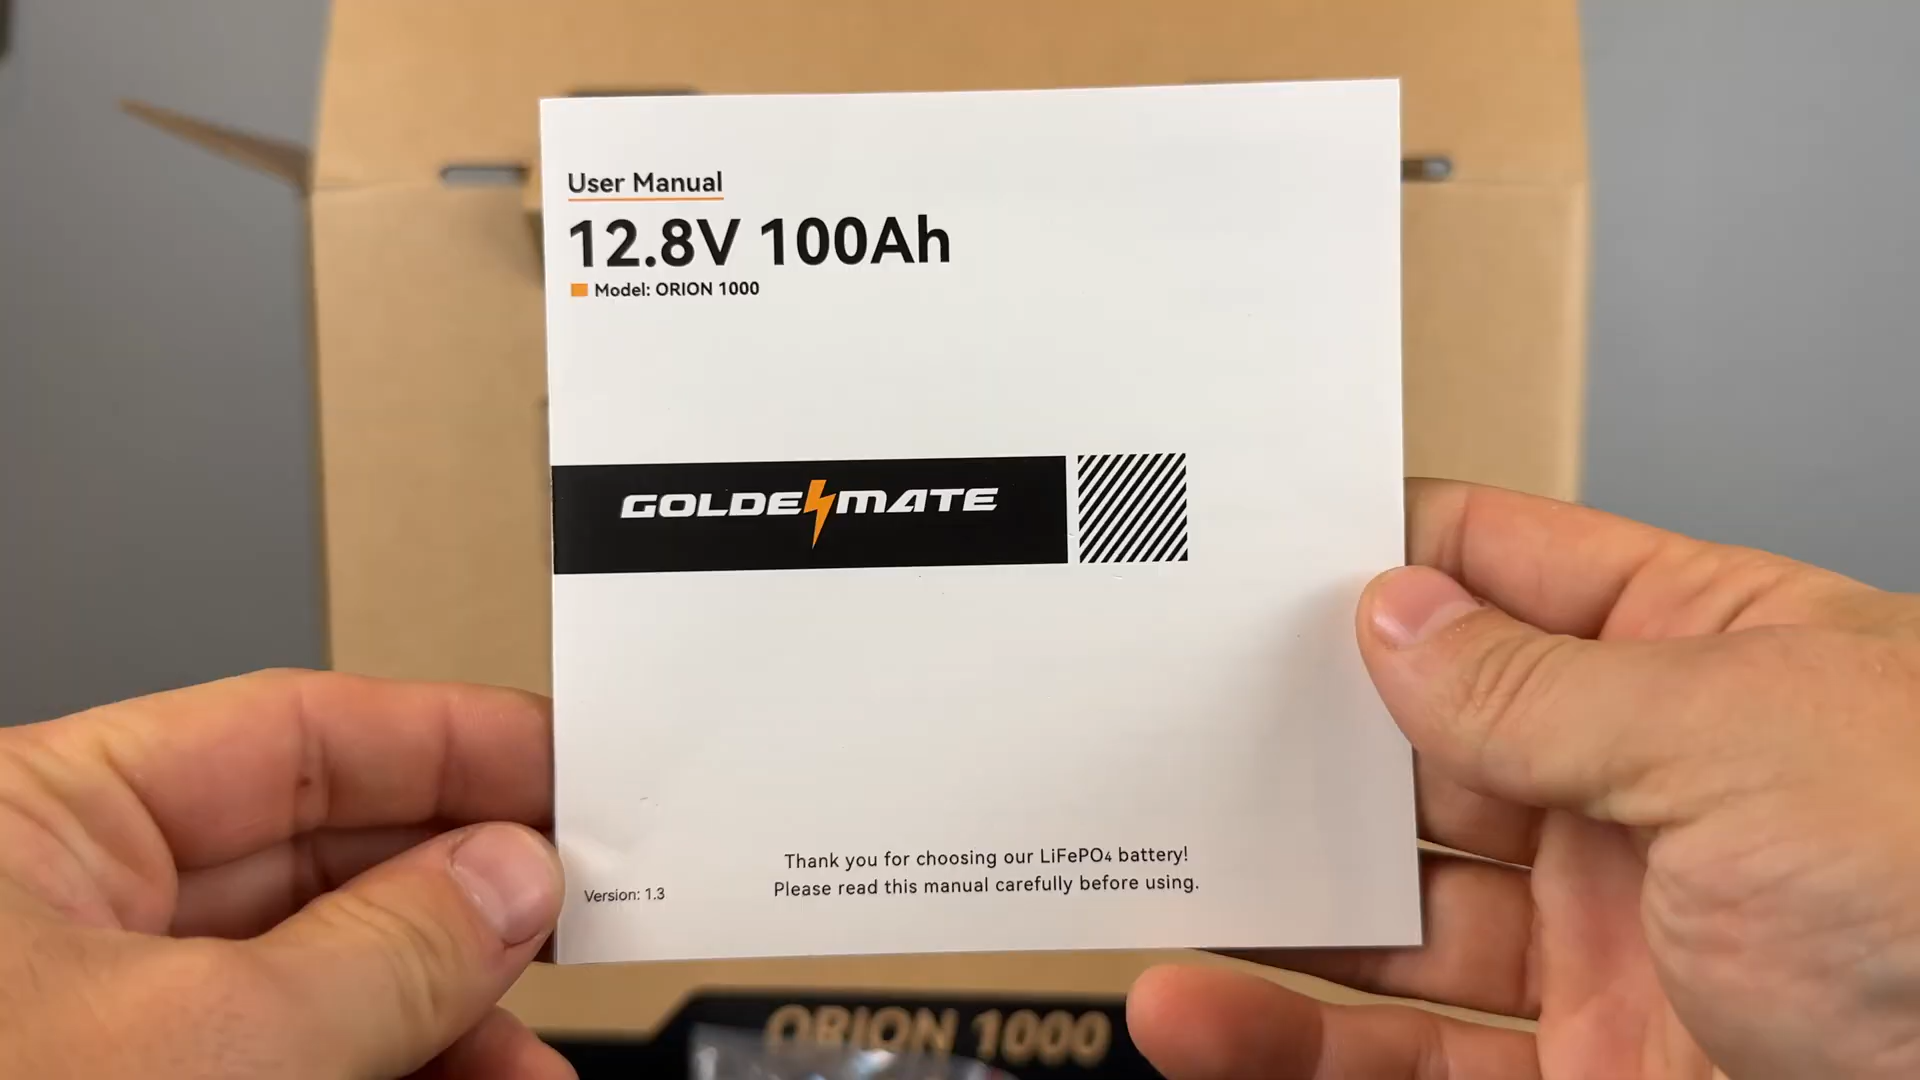 User Manual
12.8V 100Ah
Model: ORION 1000
GOLDENMATE
Thank you for choosing our LiFePO₄ battery!
Please read this manual carefully before using.
Version: 1.3
ORION 1000